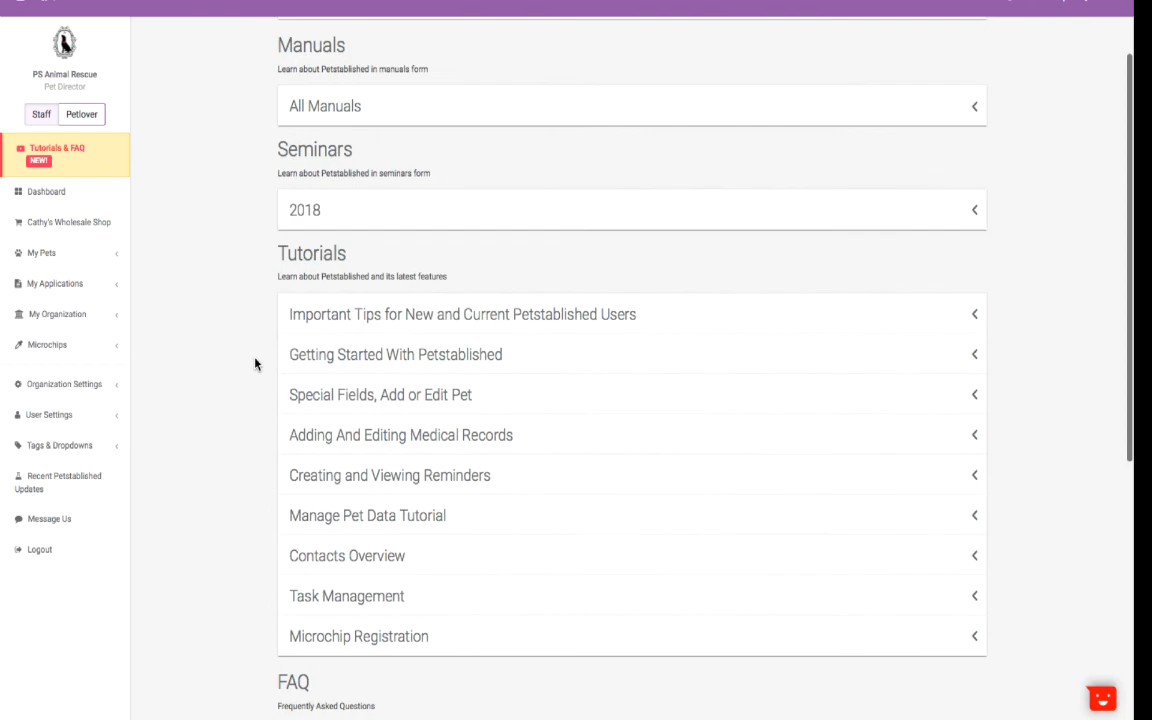 PS Animal Rescue
Pet Director
Staff
Petlover
Tutorials & FAQ
NEW!
Dashboard
Cathy's Wholesale Shop
My Pets
My Applications
My Organization
Microchips
Organization Settings
User Settings
Tags & Dropdowns
Recent Petstablished
Updates
Message Us
Logout
Manuals
Learn about Petstablished in manuals form
All Manuals
Seminars
Learn about Petstablished in seminars form
2018
Tutorials
Learn about Petstablished and its latest features
Important Tips for New and Current Petstablished Users
Getting Started With Petstablished
Special Fields, Add or Edit Pet
Adding And Editing Medical Records
Creating and Viewing Reminders
Manage Pet Data Tutorial
Contacts Overview
Task Management
Microchip Registration
FAQ
Frequently Asked Questions